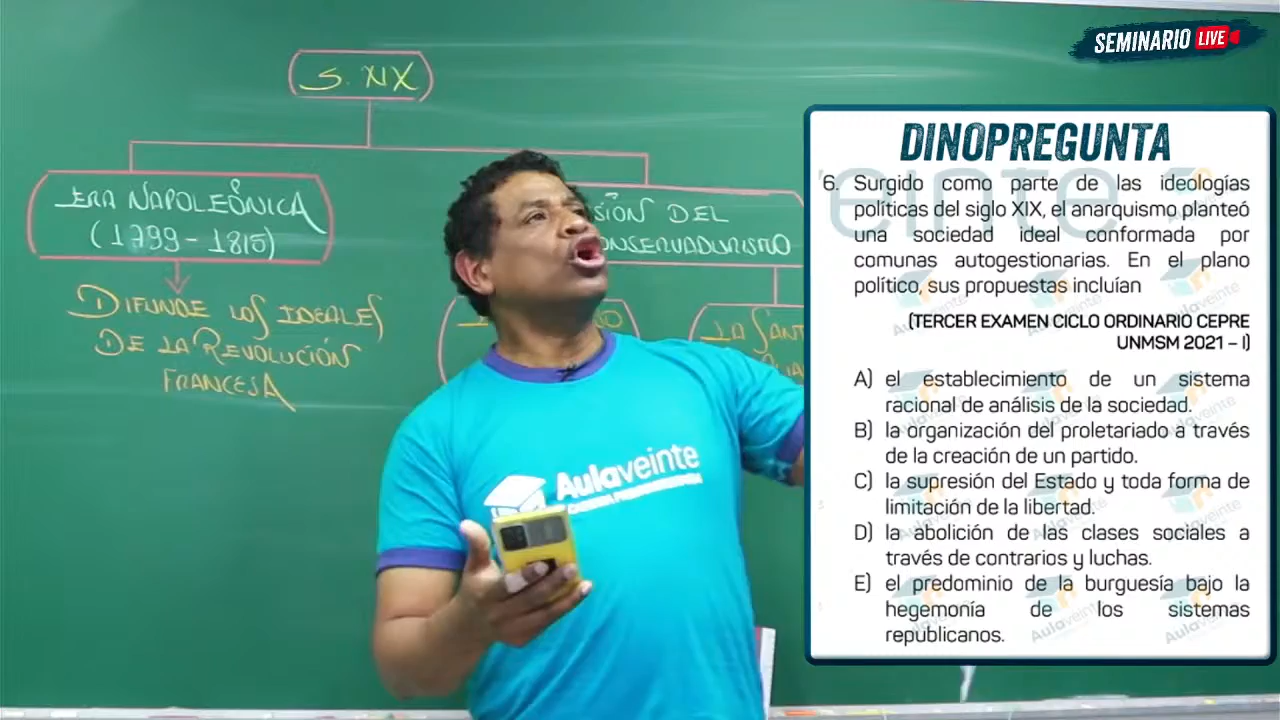 SEMINARIO LIVE
S. XIX
ERA NAPOLEÓNICA
(1799 - 1815)
DIFUNDE LOS IDEALES
DE LA REVOLUCIÓN
FRANCESA
SIÓN DEL
CONSERVADURISMO
LA SANT
Aulaveinte
DINOPREGUNTA
6. Surgido como parte de las ideologías
políticas del siglo XIX, el anarquismo planteó
una sociedad ideal conformada por
comunas autogestionarias. En el plano
político, sus propuestas incluían
(TERCER EXAMEN CICLO ORDINARIO CEPRE
UNMSM 2021 – I)
A) el establecimiento de un sistema
racional de análisis de la sociedad.
B) la organización del proletariado a través
de la creación de un partido.
C) la supresión del Estado y toda forma de
limitación de la libertad.
D) la abolición de las clases sociales a
través de contrarios y luchas.
E) el predominio de la burguesía bajo la
hegemonía de los sistemas
republicanos.